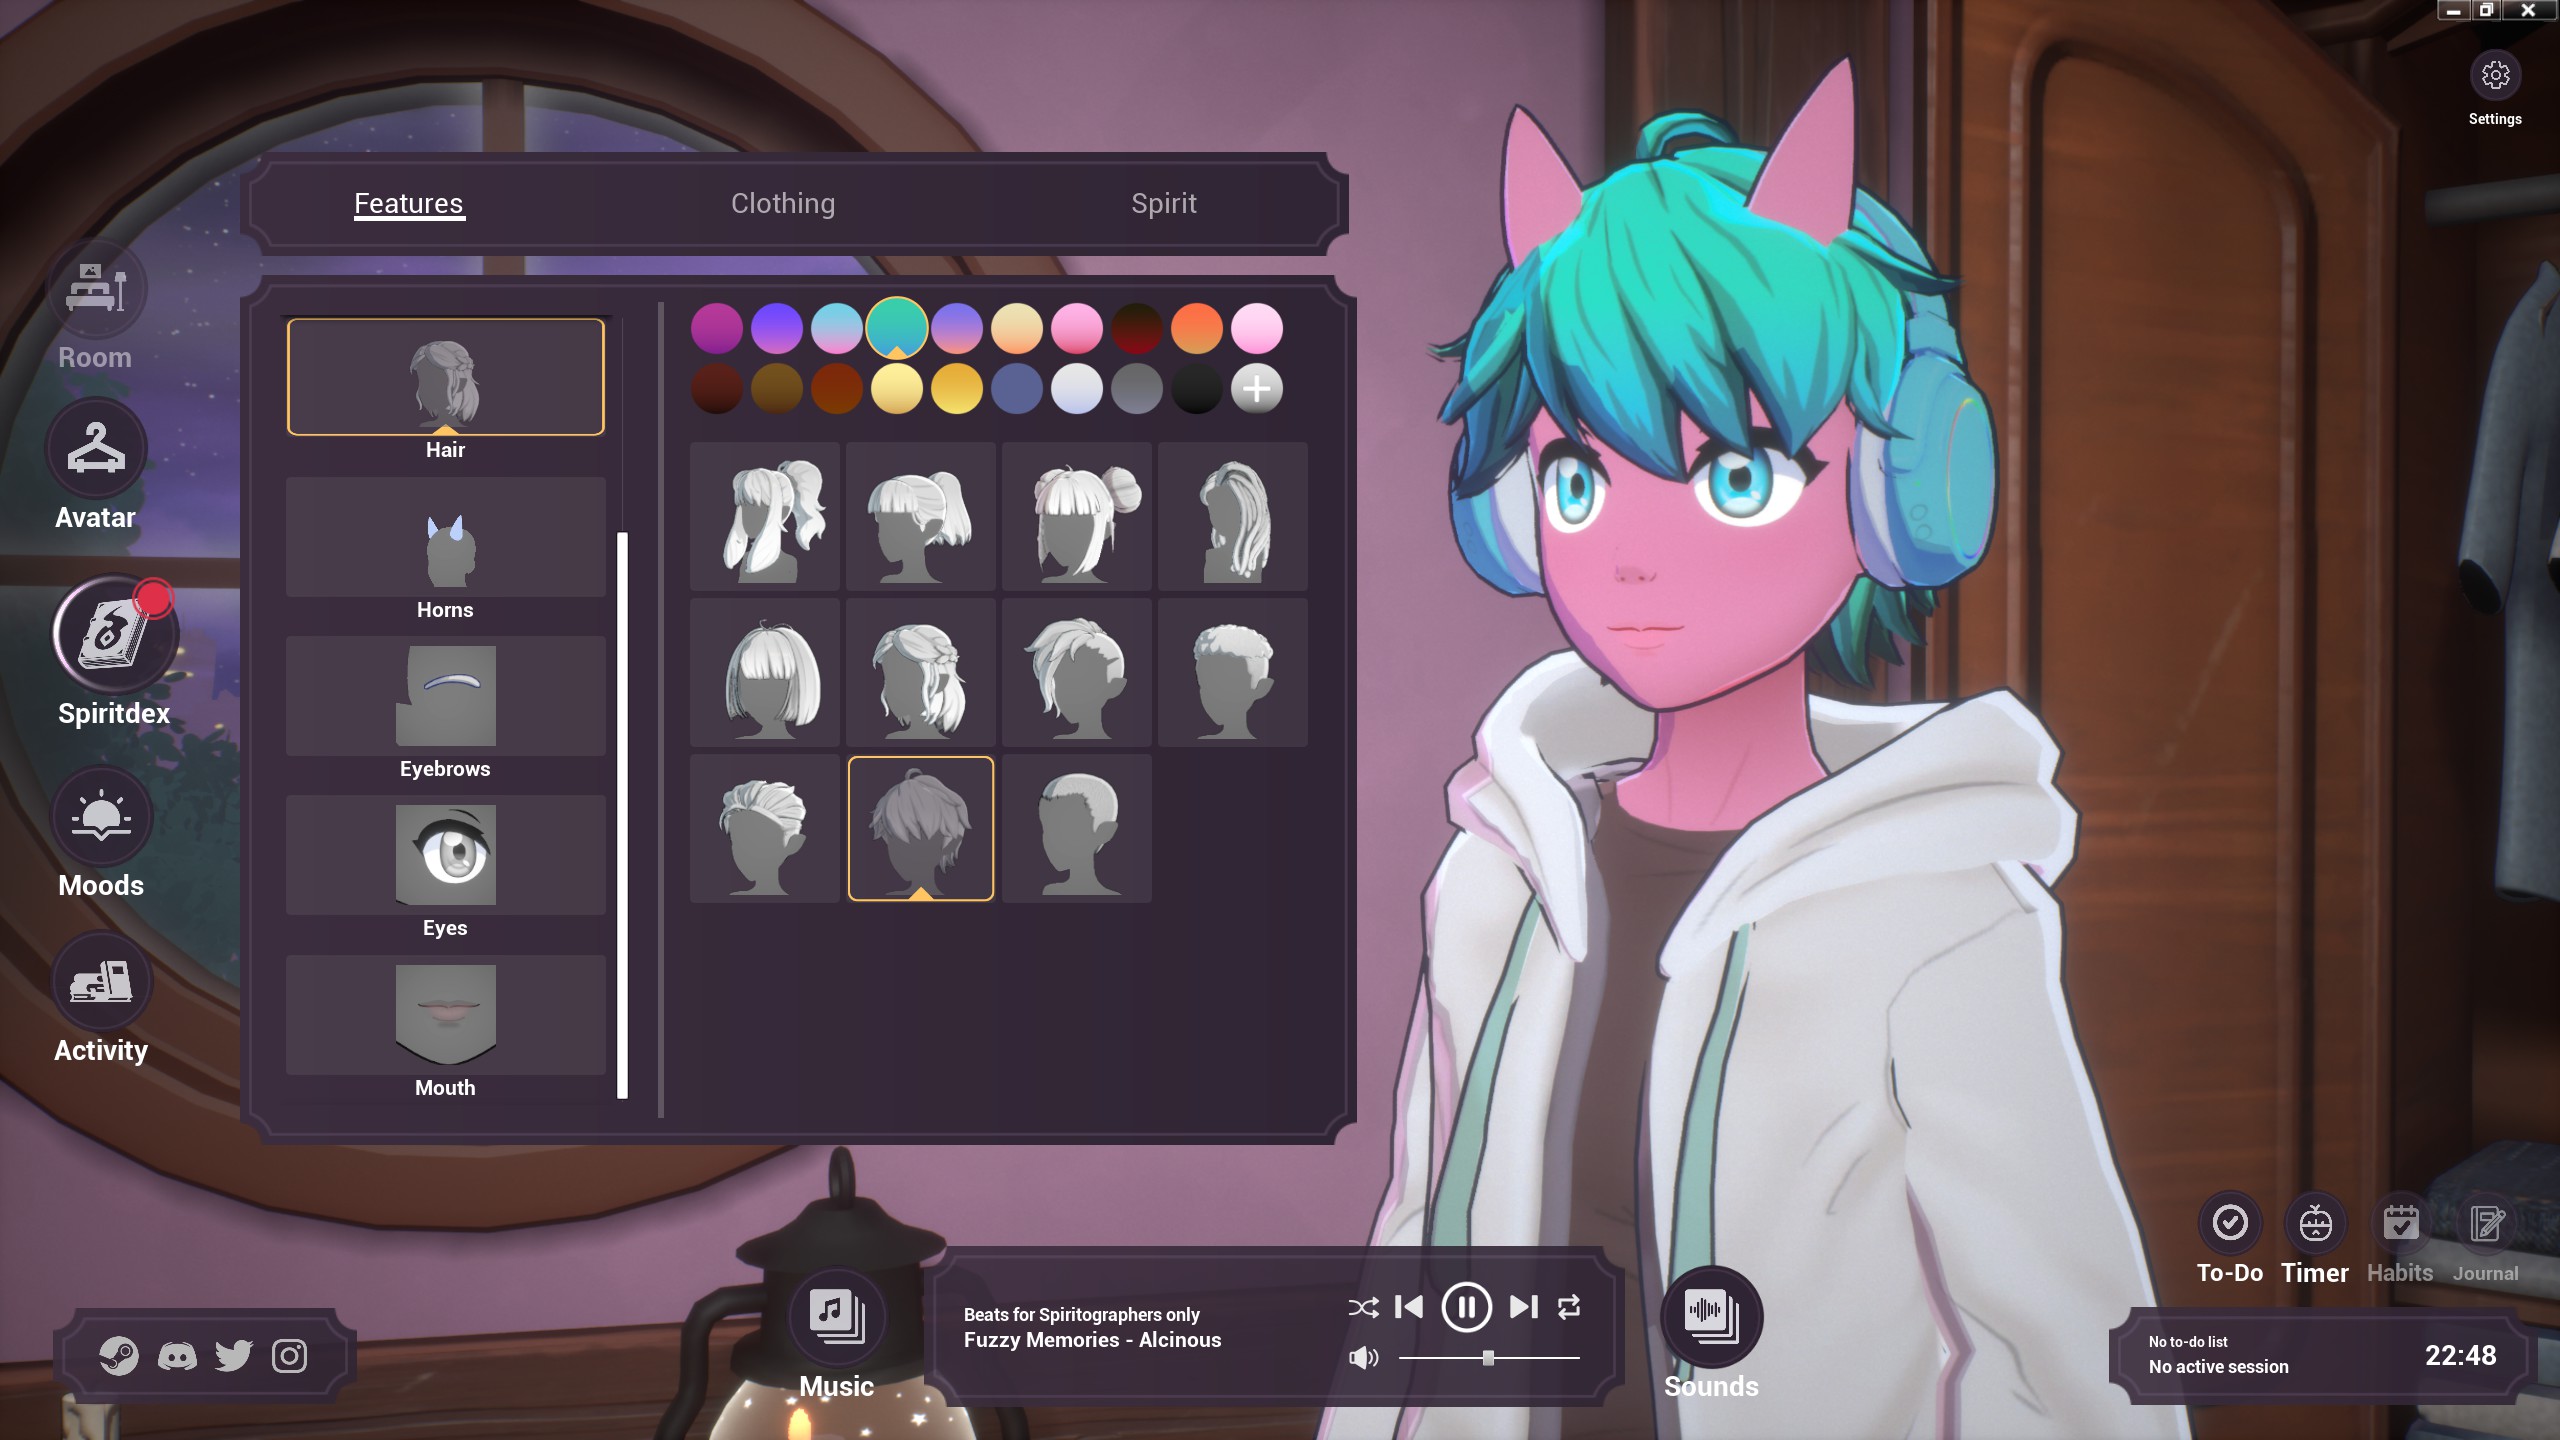 Settings
Features
Clothing
Spirit
Room
Avatar
Spiritdex
Moods
Activity
Hair
Horns
Eyebrows
Eyes
Mouth
To-Do
Timer
Habits
Journal
Beats for Spiritographers only
Fuzzy Memories - Alcinous
Music
Sounds
No to-do list
No active session
22:48